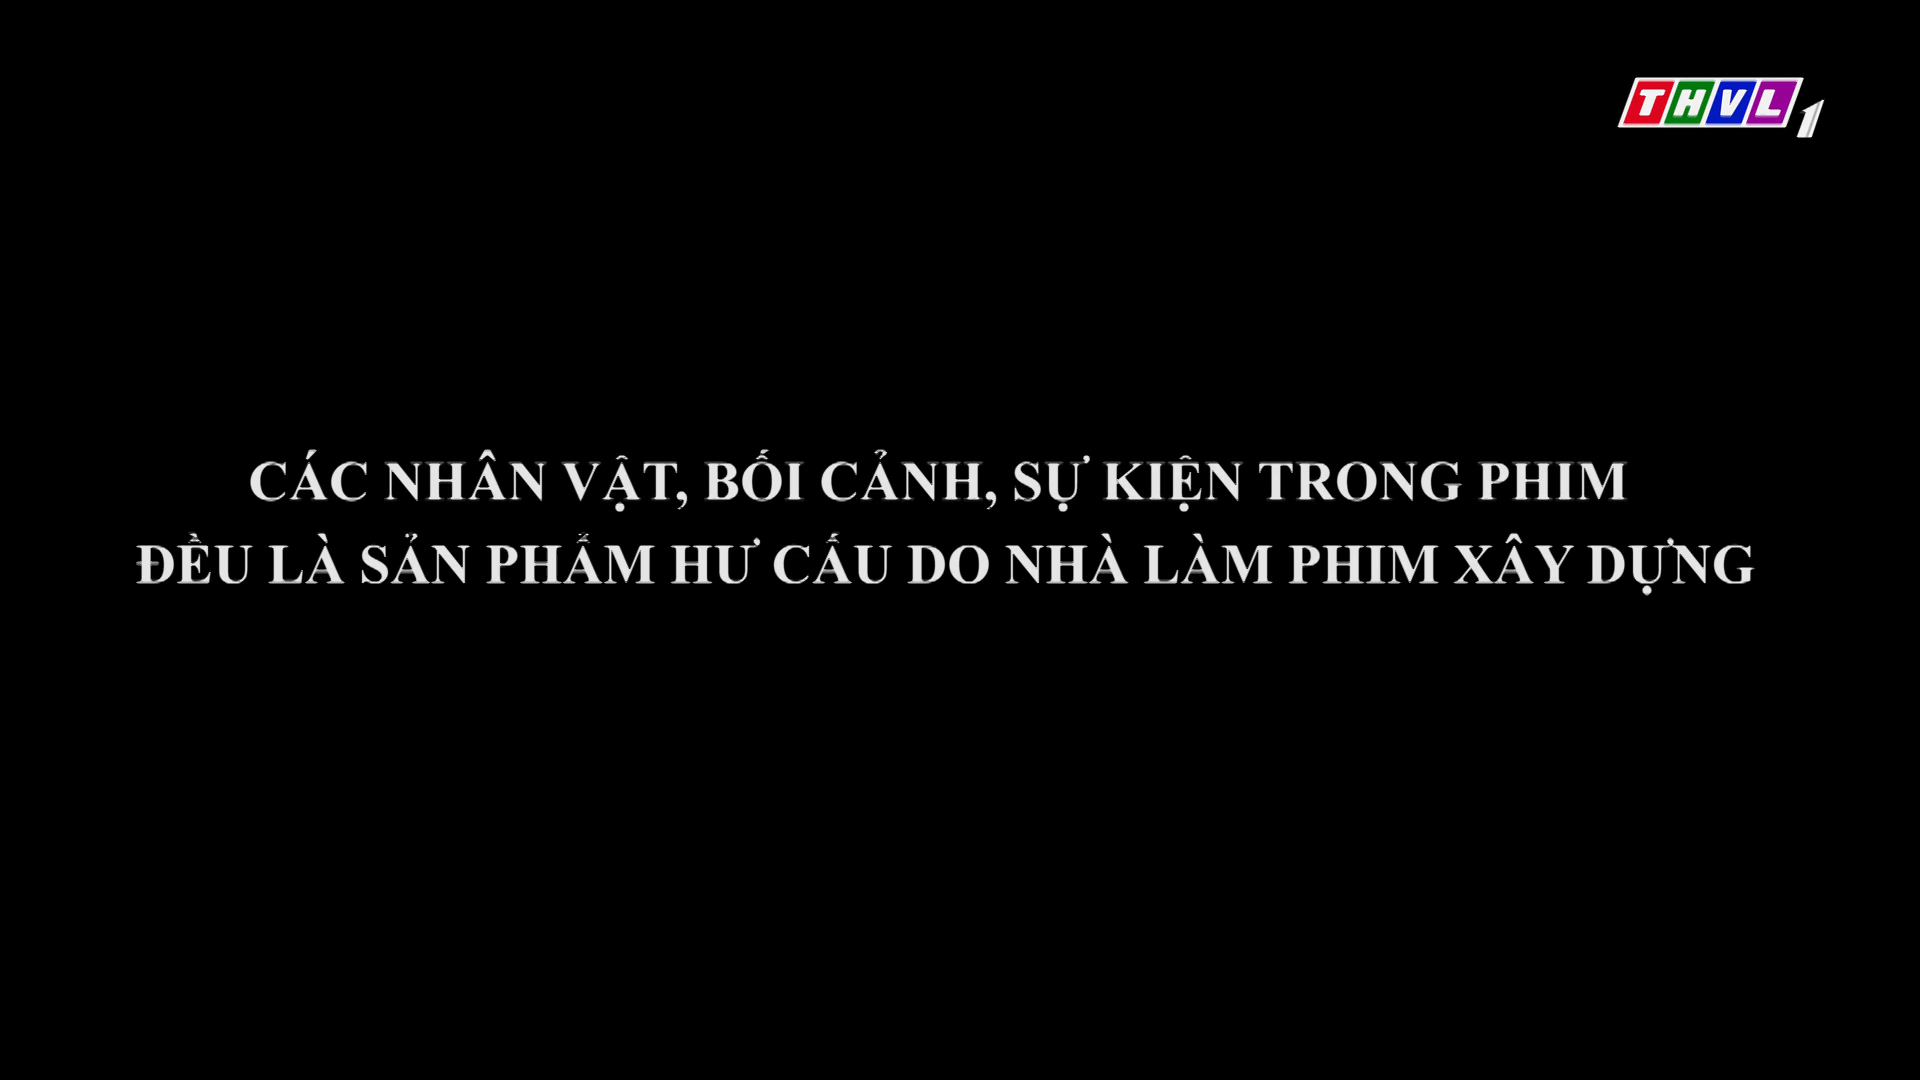 THVL1
CÁC NHÂN VẬT, BỐI CẢNH, SỰ KIỆN TRONG PHIM
ĐỀU LÀ SẢN PHẨM HƯ CẤU DO NHÀ LÀM PHIM XÂY DỰNG